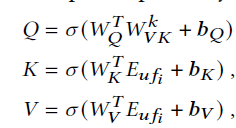 Q = σ(W_Q^T W_{VK}^k + b_Q)
K = σ(W_K^T E_{uf_i} + b_K) ,
V = σ(W_V^T E_{uf_i} + b_V) ,